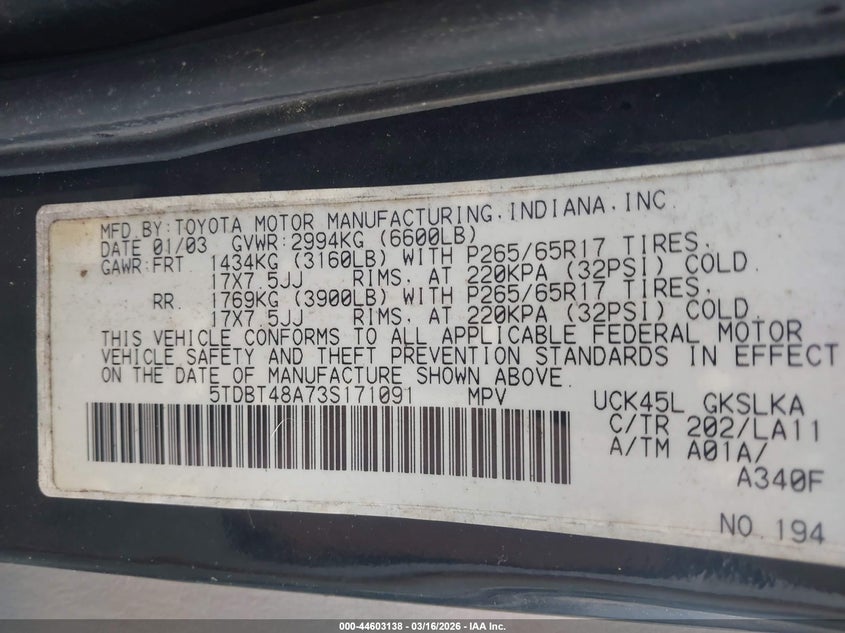 MFD.BY:TOYOTA MOTOR MANUFACTURING,INDIANA,INC.
DATE 01/03 GVWR:2994KG (6600LB)
GAWR:FRT 1434KG (3160LB) WITH P265/65R17 TIRES,
17X7.5JJ RIMS, AT 220KPA (32PSI) COLD.
RR. 1769KG (3900LB) WITH P265/65R17 TIRES,
17X7.5JJ RIMS, AT 220KPA (32PSI) COLD.
THIS VEHICLE CONFORMS TO ALL APPLICABLE FEDERAL MOTOR
VEHICLE SAFETY AND THEFT PREVENTION STANDARDS IN EFFECT
ON THE DATE OF MANUFACTURE SHOWN ABOVE.
5TDBT48A73S171091 MPV
UCK45L GKSLKA
C/TR 202/LA11
A/TM A01A/
A340F
NO.194
000-44603138 - 03/16/2026 - IAA Inc.